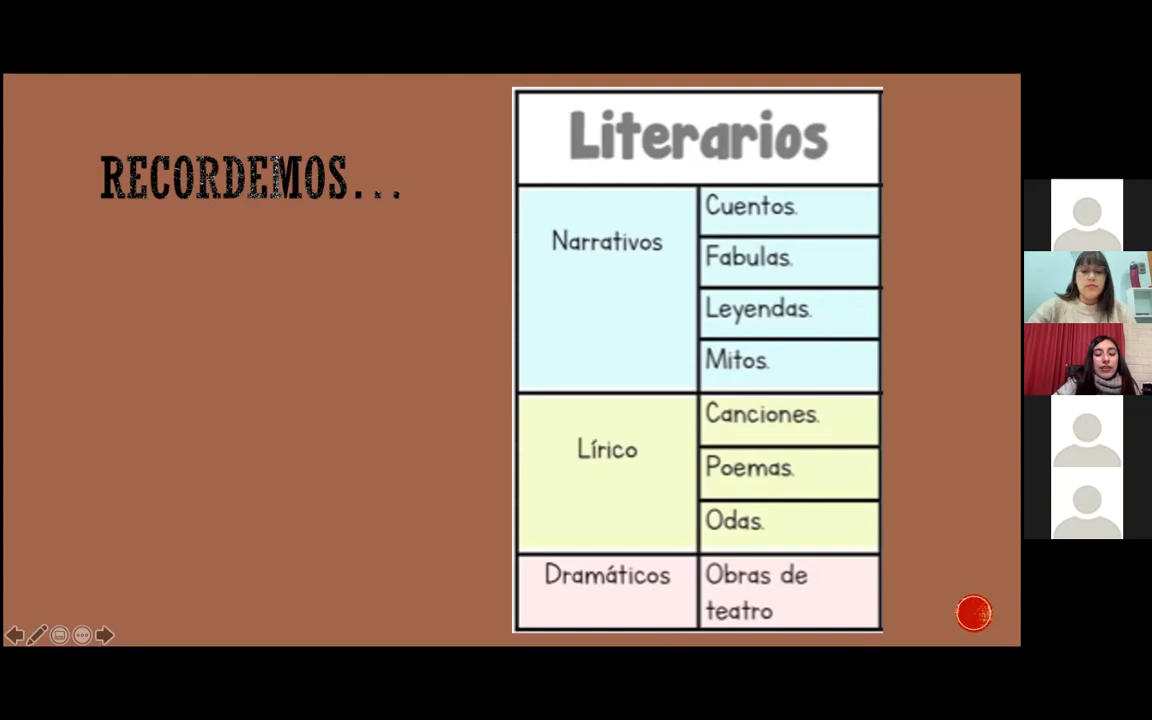 RECORDEMOS...
Literarios
Narrativos
Cuentos.
Fabulas.
Leyendas.
Mitos.
Lírico
Canciones.
Poemas.
Odas.
Dramáticos
Obras de
teatro